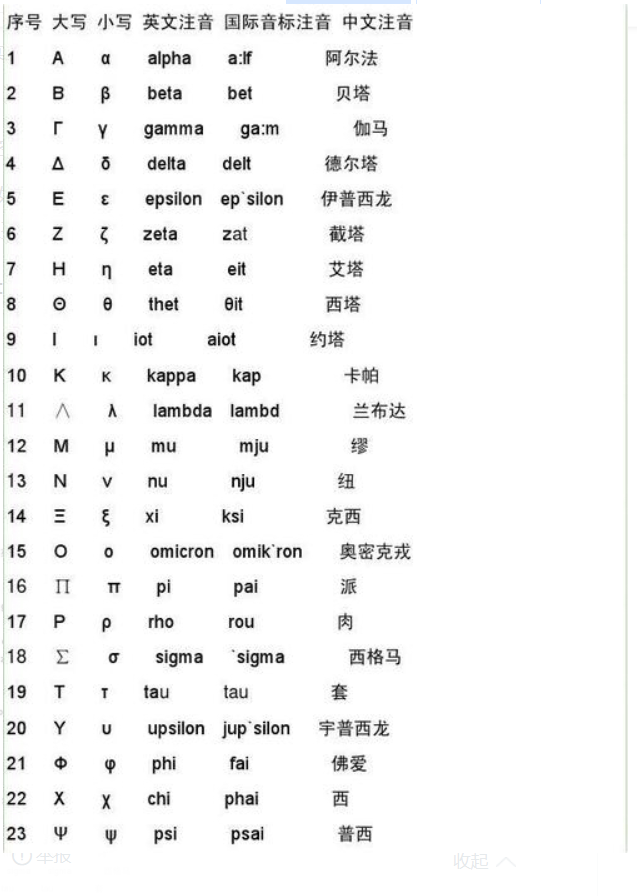 序号 大写 小写 英文注音 国际音标注音 中文注音
1 Α α alpha a:lf 阿尔法
2 Β β beta bet 贝塔
3 Γ γ gamma ga:m 伽马
4 Δ δ delta delt 德尔塔
5 Ε ε epsilon ep`silon 伊普西龙
6 Ζ ζ zeta zat 截塔
7 Η η eta eit 艾塔
8 Θ θ thet θit 西塔
9 Ι ι iot aiot 约塔
10 Κ κ kappa kap 卡帕
11 ∧ λ lambda lambd 兰布达
12 Μ μ mu mju 缪
13 Ν ν nu nju 纽
14 Ξ ξ xi ksi 克西
15 Ο ο omicron omik`ron 奥密克戎
16 ∏ π pi pai 派
17 Ρ ρ rho rou 肉
18 ∑ σ sigma `sigma 西格马
19 Τ τ tau tau 套
20 Υ υ upsilon jup`silon 宇普西龙
21 Φ φ phi fai 佛爱
22 Χ χ chi phai 西
23 Ψ ψ psi psai 普西
举报 收起